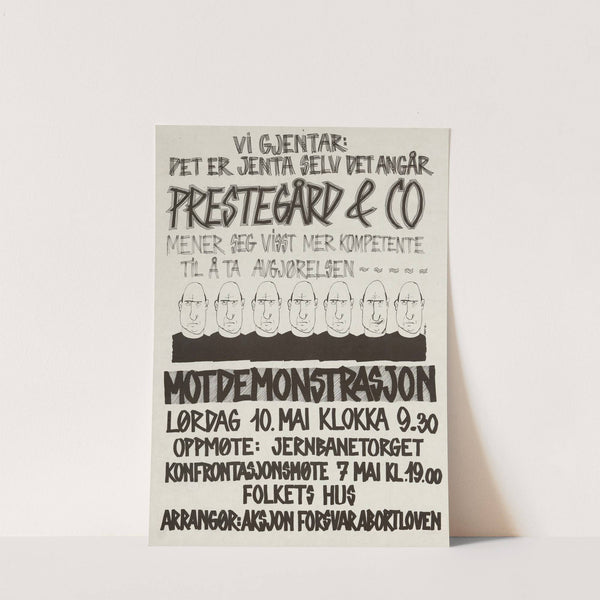 VI GJENTAR:
DET ER JENTA SELV DET ANGÅR
PRESTEGÅRD & CO
MENER SEG VISST MER KOMPETENTE
TIL Å TA AVGJØRELSEN ~ ~ ~ ~ ~
MOTDEMONSTRASJON
LØRDAG 10. MAI KLOKKA 9.30
OPPMØTE: JERNBANETORGET
KONFRONTASJONSMØTE 7 MAI KL.19.00
FOLKETS HUS
ARRANGØR: AKSJON FORSVAR ABORTLOVEN